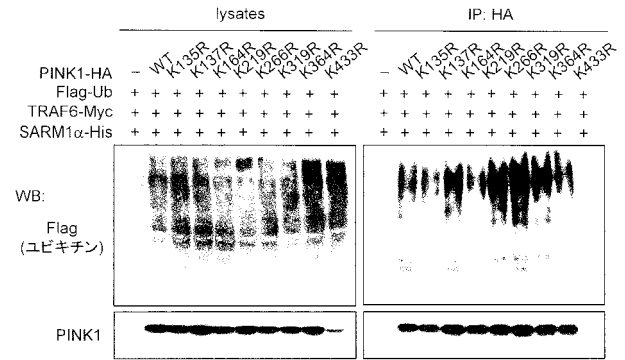 lysates IP: HA
PINK1-HA – WT K135R K137R K164R K219R K266R K319R K364R K433R – WT K135R K137R K164R K219R K266R K319R K364R K433R
Flag-Ub + + + + + + + + + + + + + + + + + +
TRAF6-Myc + + + + + + + + + + + + + + + + + +
SARM1α-His + + + + + + + + + + + + + + + + + +
WB:
Flag
(ユビキチン)
PINK1